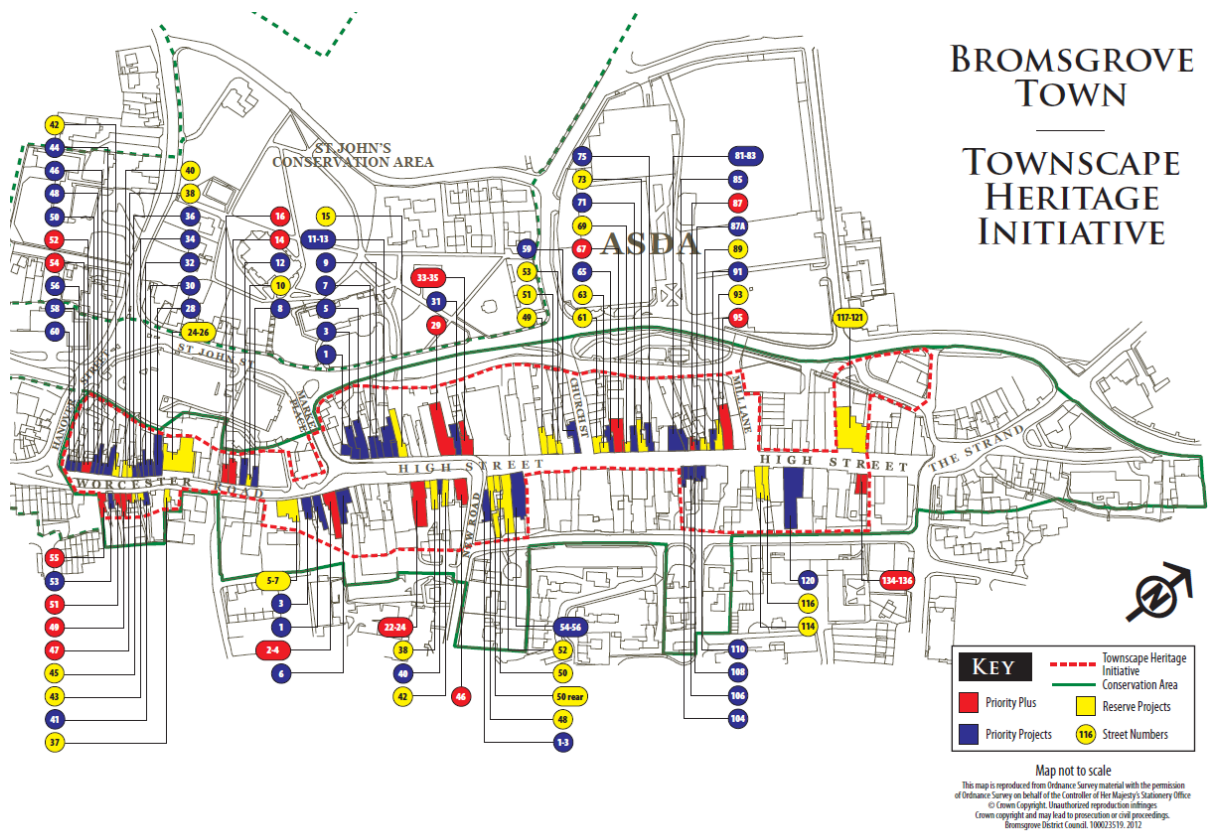 BROMSGROVE
TOWN
TOWNSCAPE
HERITAGE
INITIATIVE
ST JOHN'S
CONSERVATION AREA
ASDA
42
44
46
48
50
52
54
56
58
60
40
38
36
34
32
30
28
24-26
16
14
12
10
8
15
11-13
9
7
5
3
1
33-35
31
29
59
53
51
49
75
73
71
69
67
65
63
61
81-83
85
87
87A
89
91
93
95
117-121
HANOVER STREET
ST JOHN ST
MARKET PLACE
CHURCH ST
MILL LANE
WORCESTER ROAD
HIGH STREET
HIGH STREET
THE STRAND
NEW ROAD
55
53
51
49
47
45
43
41
37
5-7
3
1
2-4
6
22-24
38
40
42
46
54-56
52
50
50 rear
48
1-3
110
108
106
104
120
116
114
134-136
N
KEY
Townscape Heritage
Initiative
Conservation Area
Priority Plus
Reserve Projects
Priority Projects
116
Street Numbers
Map not to scale
This map is reproduced from Ordnance Survey material with the permission
of Ordnance Survey on behalf of the Controller of Her Majesty's Stationery Office
© Crown Copyright. Unauthorized reproduction infringes
Crown copyright and may lead to prosecution or civil proceedings.
Bromsgrove District Council. 100023519. 2012